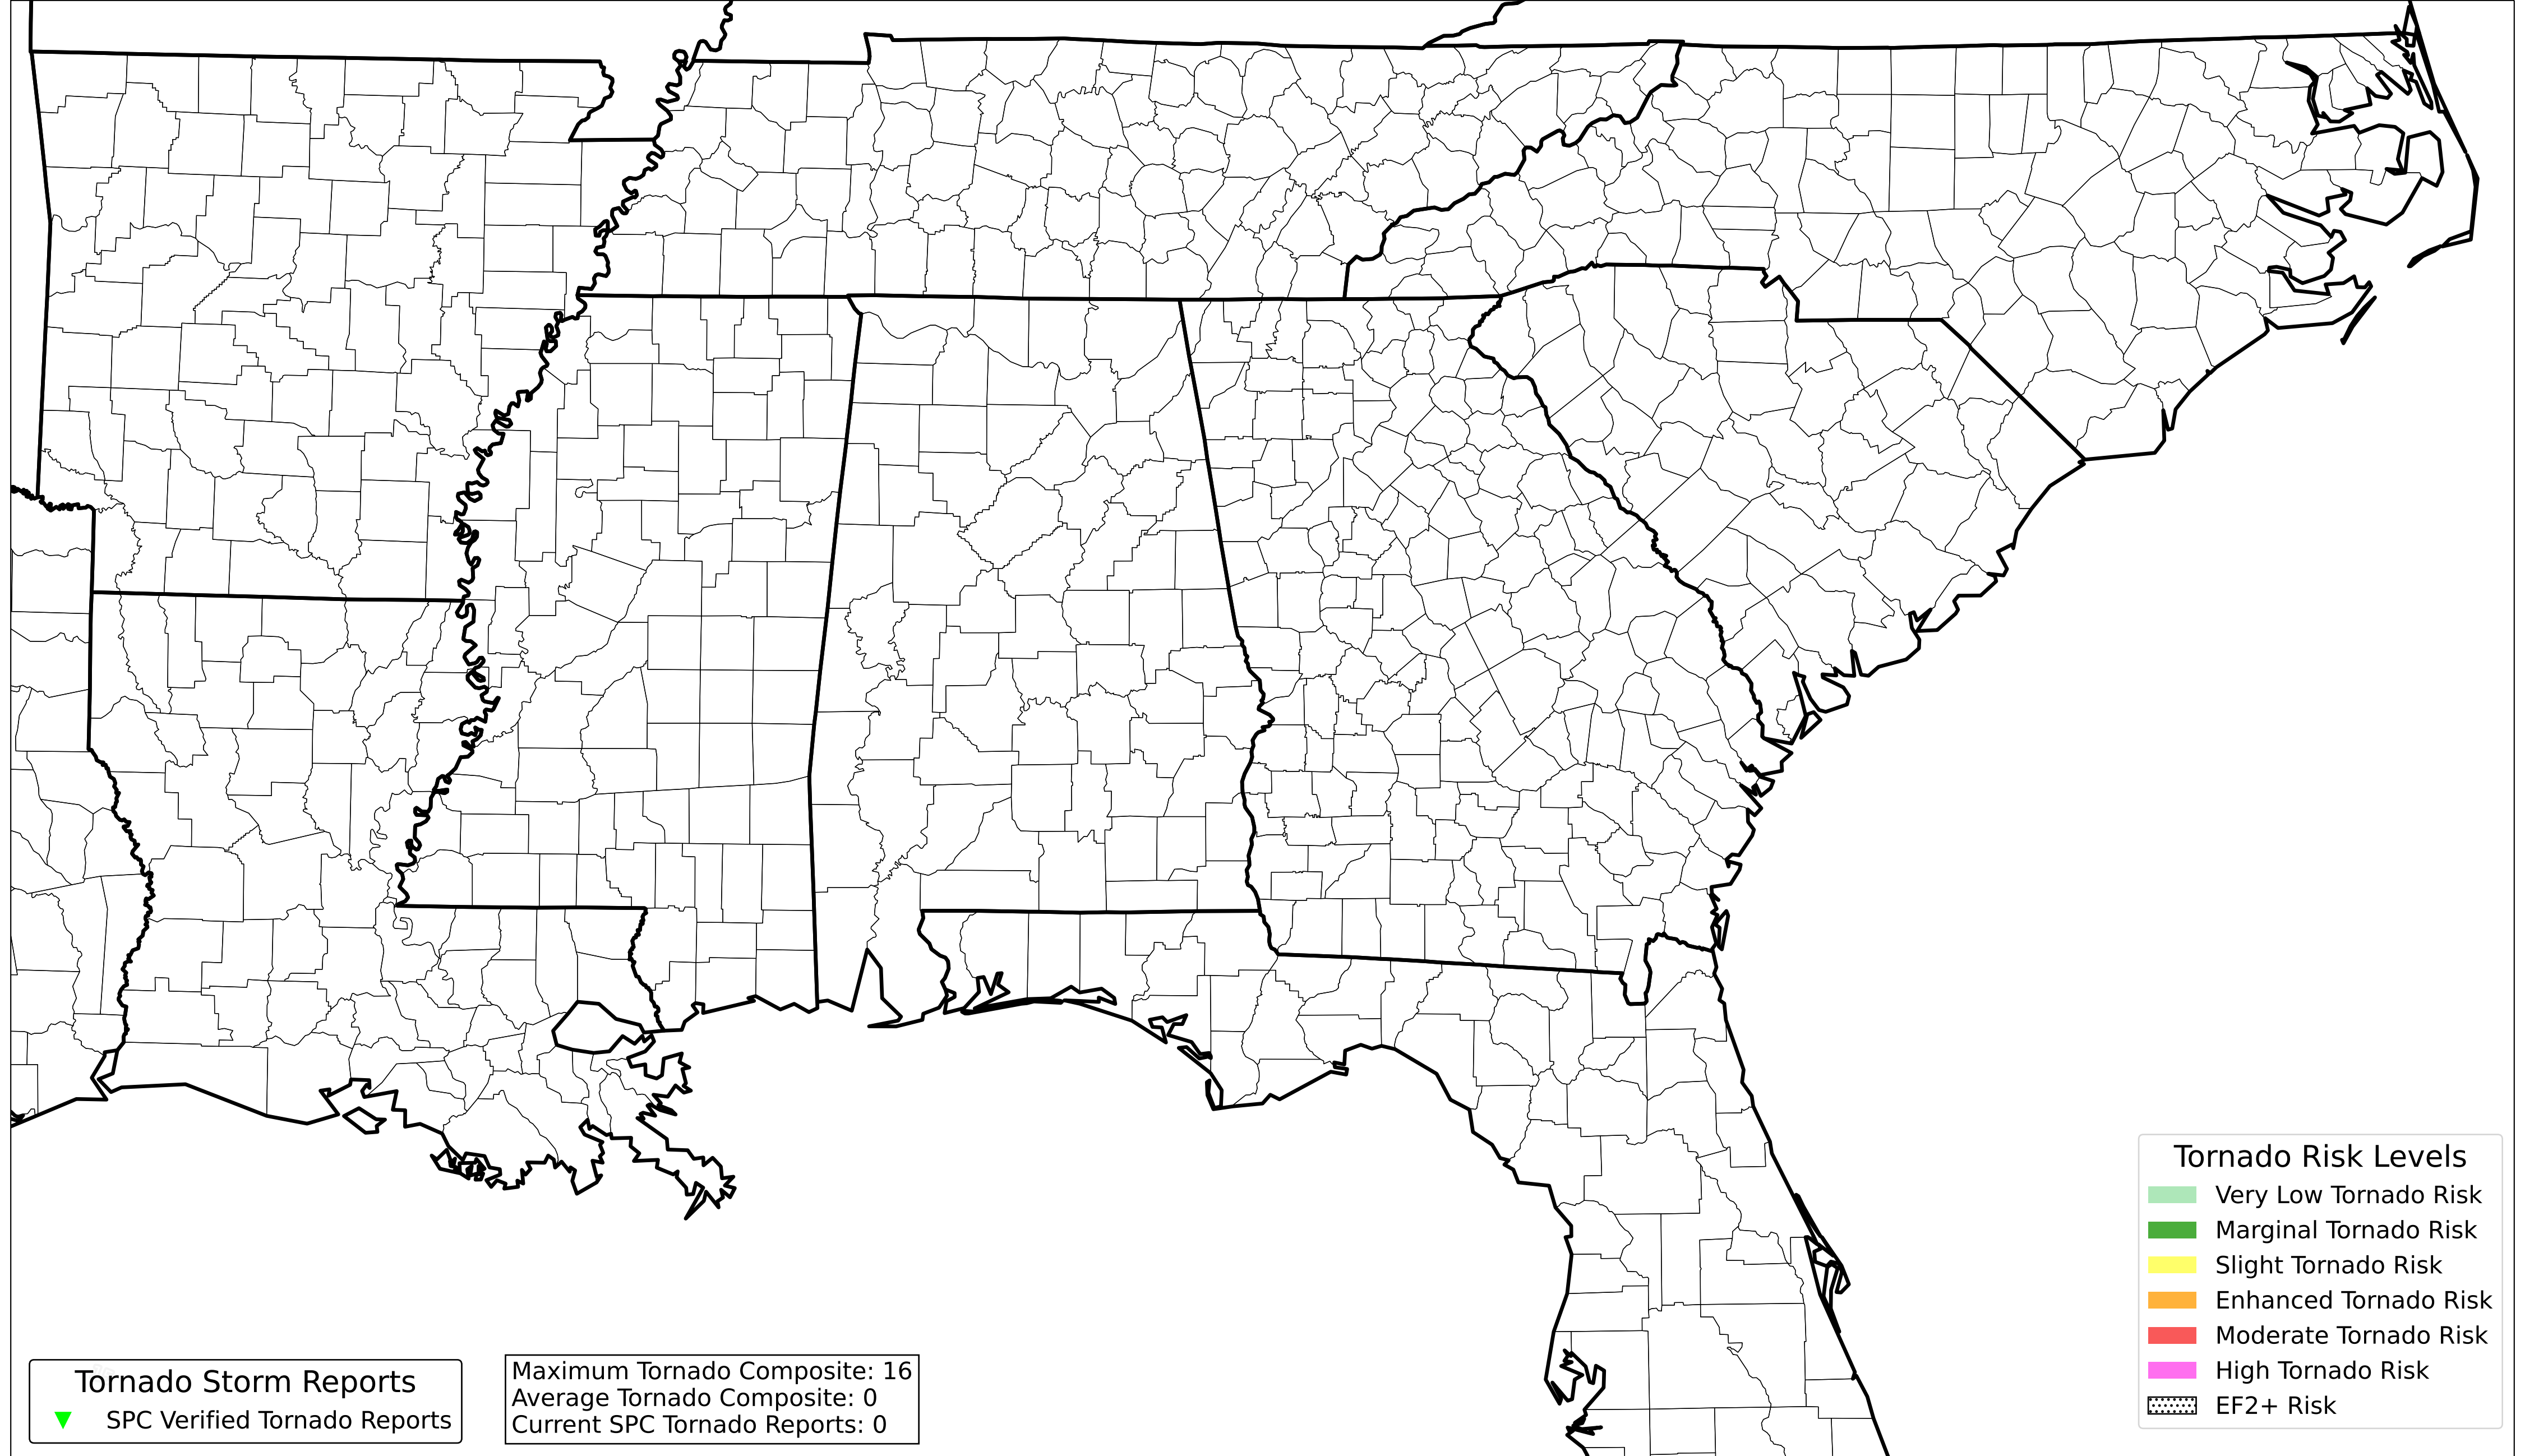 Tornado Storm Reports
SPC Verified Tornado Reports
Maximum Tornado Composite: 16
Average Tornado Composite: 0
Current SPC Tornado Reports: 0
Tornado Risk Levels
Very Low Tornado Risk
Marginal Tornado Risk
Slight Tornado Risk
Enhanced Tornado Risk
Moderate Tornado Risk
High Tornado Risk
EF2+ Risk